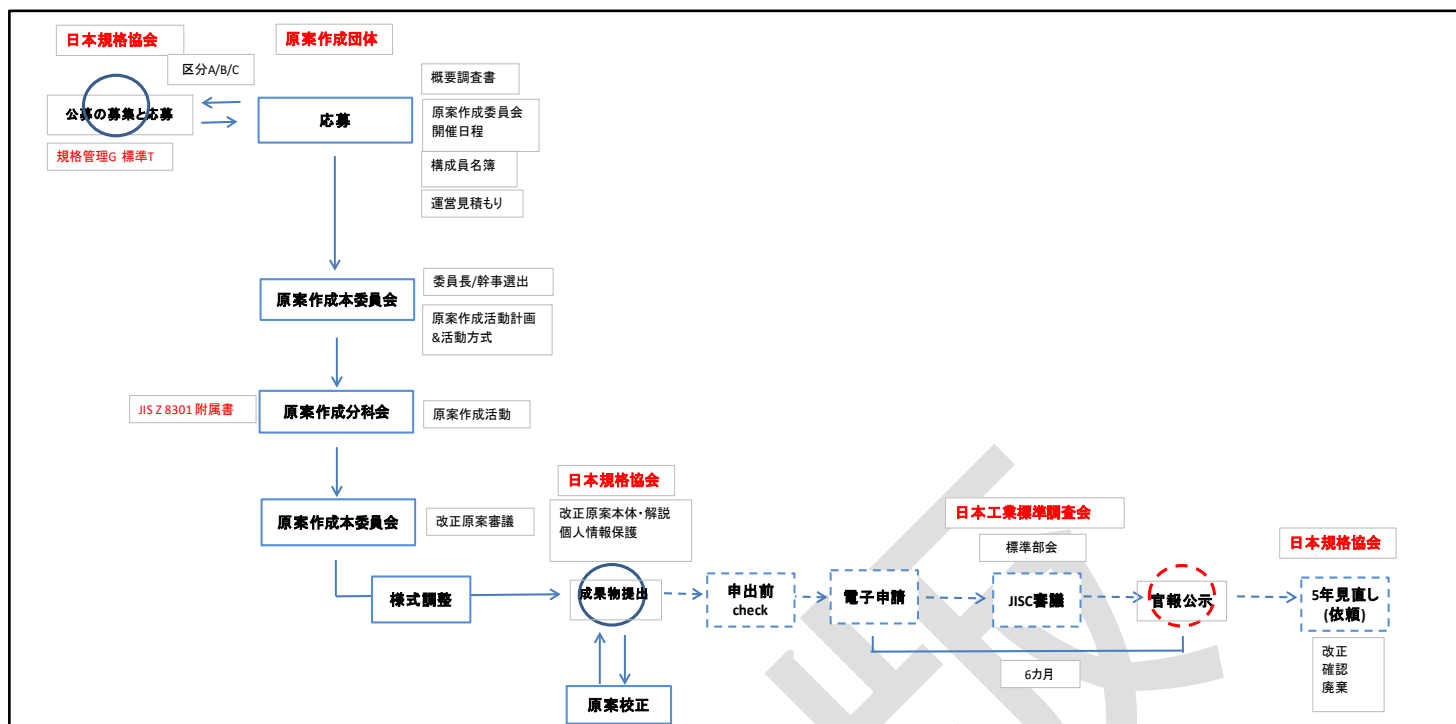 日本規格協会
原案作成団体
区分A/B/C
公募の募集と応募
規格管理G 標準T
応募
概要調査書
原案作成委員会
開催日程
構成員名簿
運営見積もり
原案作成本委員会
委員長/幹事選出
原案作成活動計画
&活動方式
JIS Z 8301 附属書
原案作成分科会
原案作成活動
原案作成本委員会
改正原案審議
様式調整
日本規格協会
改正原案本体・解説
個人情報保護
成果物提出
原案校正
申出前
check
電子申請
日本工業標準調査会
標準部会
JISC審議
官報公示
6カ月
日本規格協会
5年見直し
(依頼)
改正
確認
廃棄